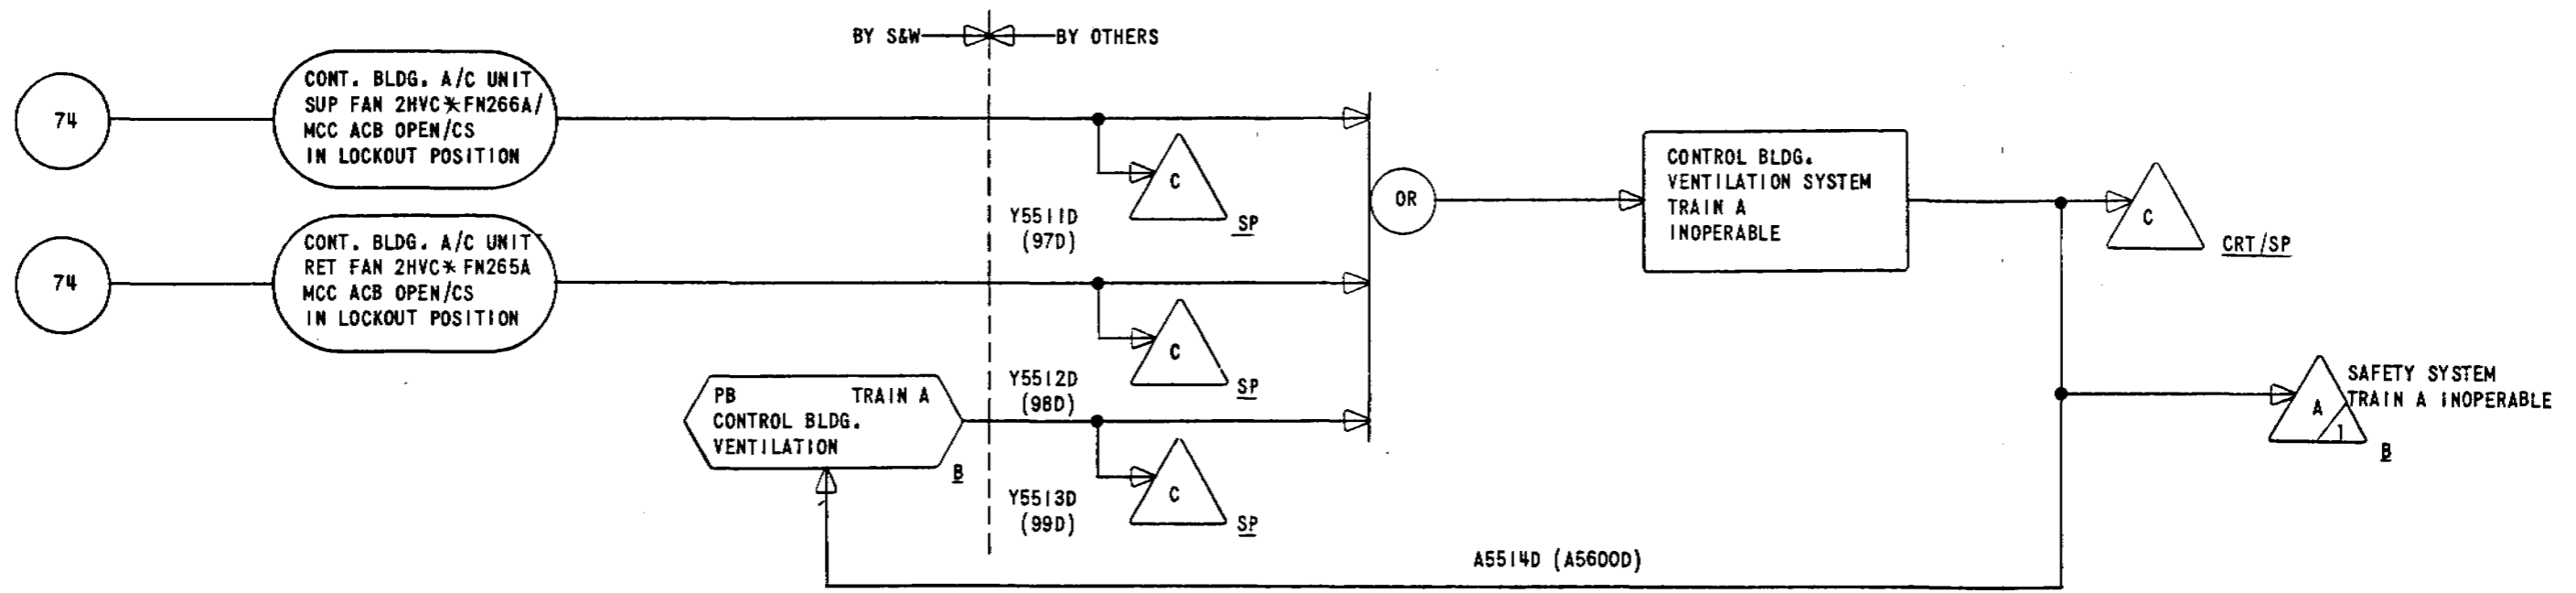 BY S&W
BY OTHERS
74
CONT. BLDG. A/C UNIT
SUP FAN 2HVC*FN266A/
MCC ACB OPEN/CS
IN LOCKOUT POSITION
C
SP
Y5511D
(97D)
OR
CONTROL BLDG.
VENTILATION SYSTEM
TRAIN A
INOPERABLE
C
CRT/SP
74
CONT. BLDG. A/C UNIT
RET FAN 2HVC*FN265A
MCC ACB OPEN/CS
IN LOCKOUT POSITION
C
SP
Y5512D
(98D)
PB TRAIN A
CONTROL BLDG.
VENTILATION
B
C
SP
Y5513D
(99D)
A
1
SAFETY SYSTEM
TRAIN A INOPERABLE
B
A5514D (A5600D)